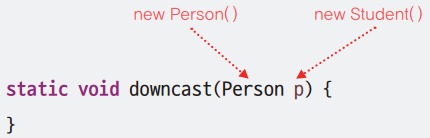 new Person( ) new Student( )
static void downcast(Person p) {
}